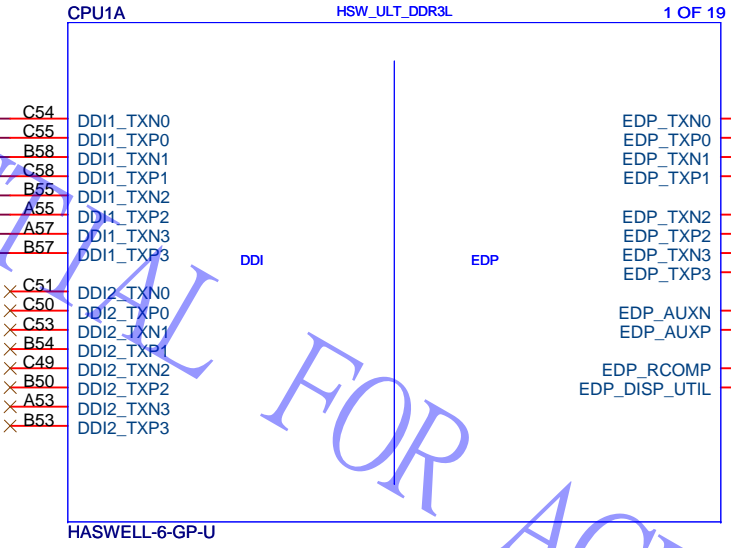 CPU1A HSW_ULT_DDR3L 1 OF 19
C54 DDI1_TXN0 EDP_TXN0
C55 DDI1_TXP0 EDP_TXP0
B58 DDI1_TXN1 EDP_TXN1
C58 DDI1_TXP1 EDP_TXP1
B55 DDI1_TXN2
A55 DDI1_TXP2 EDP_TXN2
A57 DDI1_TXN3 EDP_TXP2
B57 DDI1_TXP3 EDP_TXN3
DDI EDP
EDP_TXP3
C51 DDI2_TXN0
C50 DDI2_TXP0 EDP_AUXN
C53 DDI2_TXN1 EDP_AUXP
B54 DDI2_TXP1
C49 DDI2_TXN2 EDP_RCOMP
B50 DDI2_TXP2 EDP_DISP_UTIL
A53 DDI2_TXN3
B53 DDI2_TXP3
FOR
HASWELL-6-GP-U